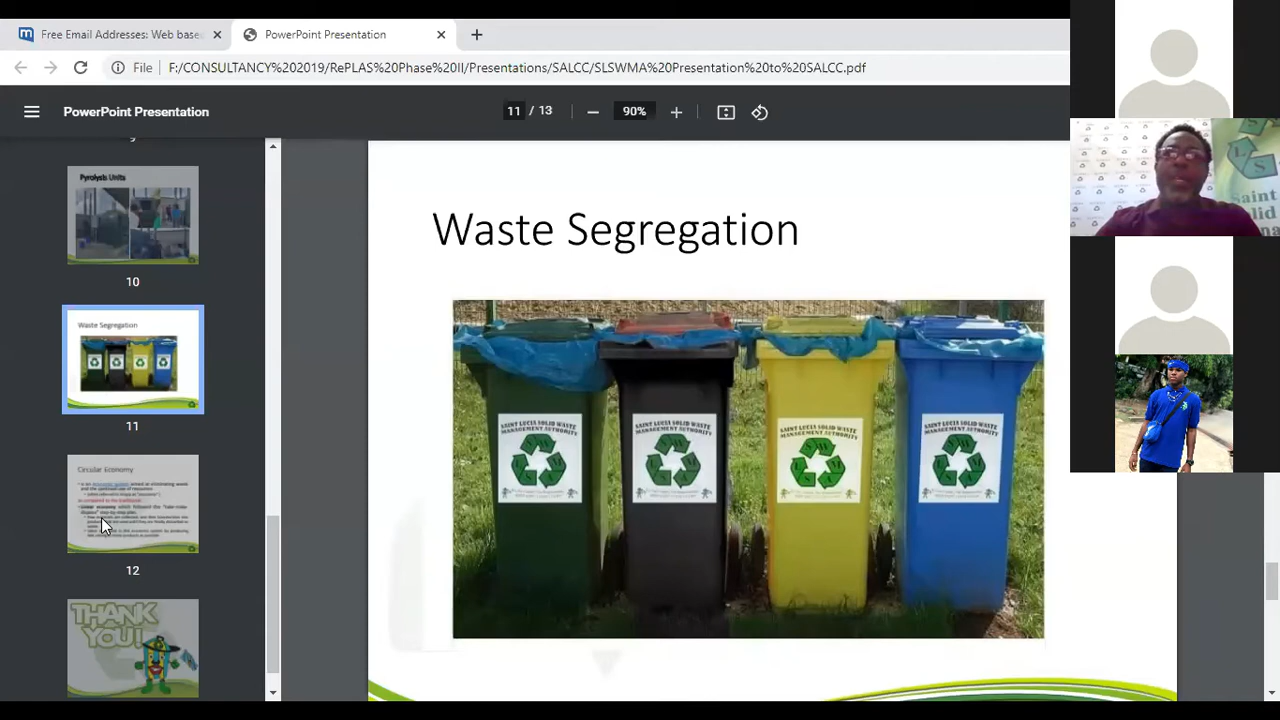 Free Email Addresses: Web base
PowerPoint Presentation
File
F:/CONSULTANCY%202019/RePLAS%20Phase%20II/Presentations/SALCC/SLSWMA%20Presentation%20to%20SALCC.pdf
PowerPoint Presentation
11 / 13
90%
Pyrolysis Units
10
Waste Segregation
11
Circular Economy
12
THANK
YOU!
Waste Segregation
SAINT LUCIA SOLID WASTE
MANAGEMENT AUTHORITY
SAINT LUCIA SOLID WASTE
MANAGEMENT AUTHORITY
SAINT LUCIA SOLID WASTE
MANAGEMENT AUTHORITY
SAINT LUCIA SOLID WASTE
MANAGEMENT AUTHORITY
Saint